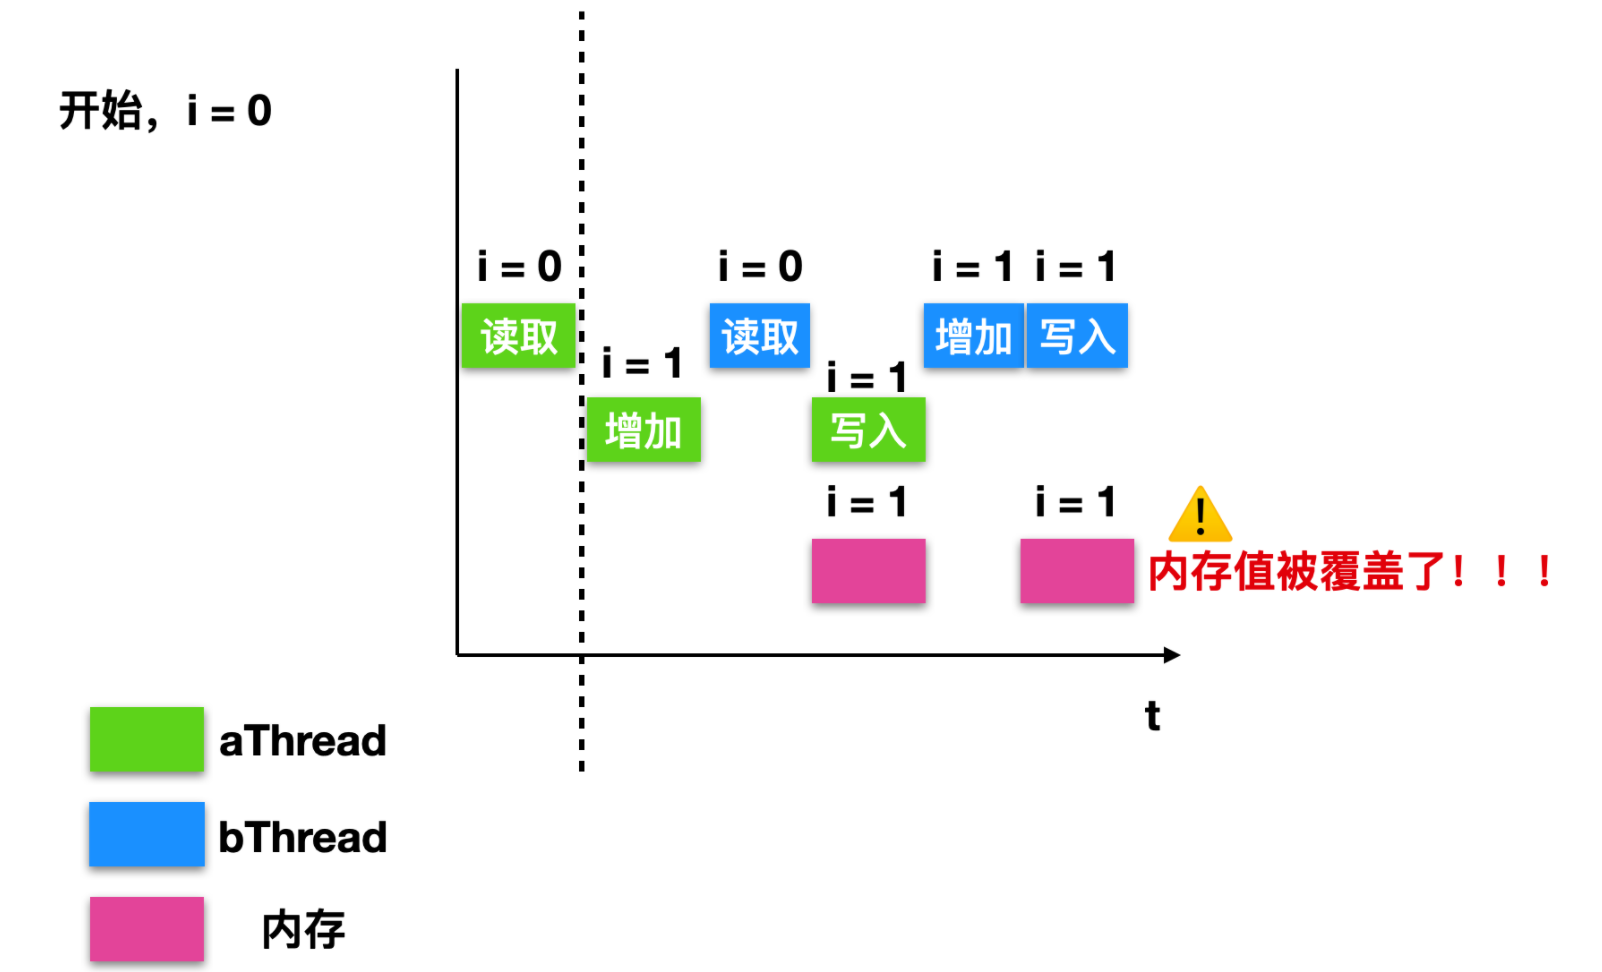 开始，i = 0
i = 0
i = 0
i = 1
i = 1
读取
读取
增加
写入
i = 1
i = 1
增加
写入
i = 1
i = 1
内存值被覆盖了！！！
t
aThread
bThread
内存